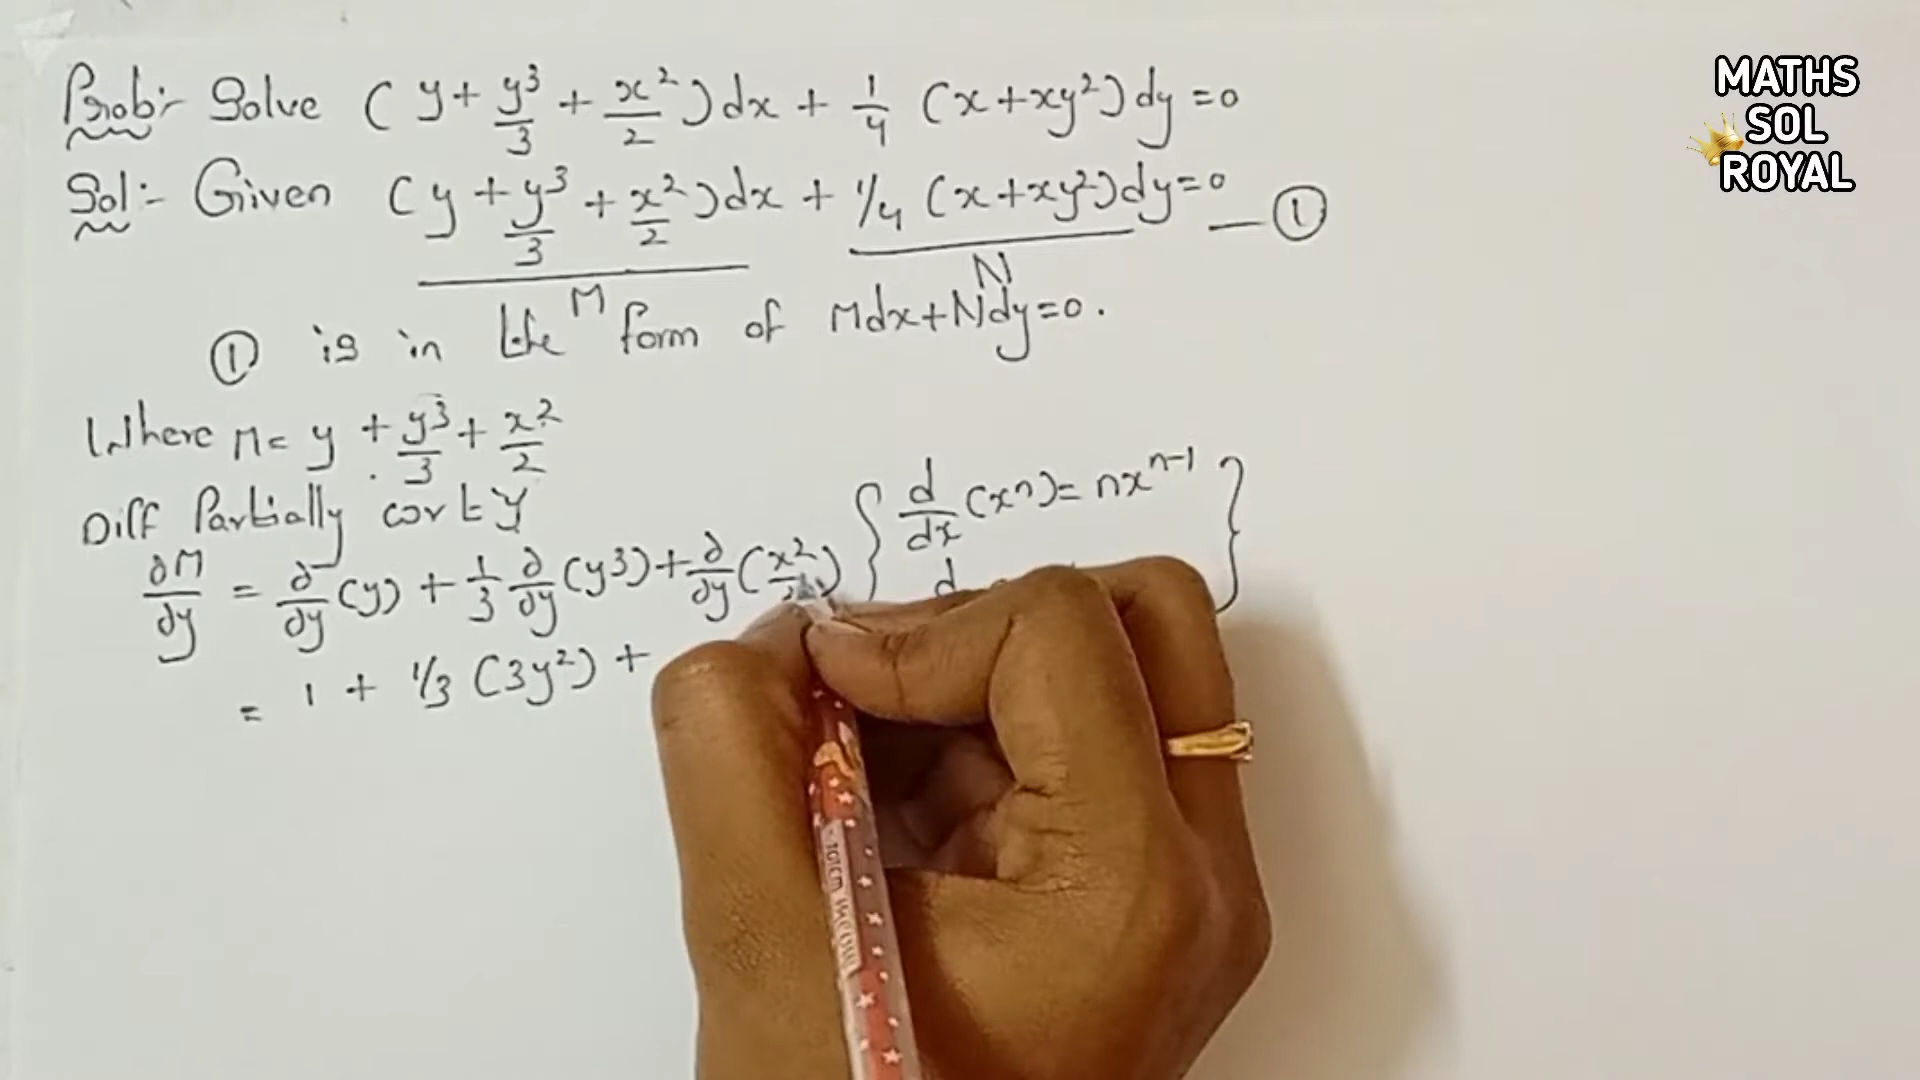 Prob:- Solve (y + y³/3 + x²/2)dx + 1/4 (x+xy²)dy = 0
Sol:- Given (y + y³/3 + x²/2)dx + 1/4 (x+xy²)dy=0 — ①
M N
① is in the form of Mdx+Ndy=0.
Where M = y + y³/3 + x²/2
Diff Partially w.r.t y
∂M/∂y = ∂/∂y (y) + 1/3 ∂/∂y (y³) + ∂/∂y (x²/2) { d/dx (xⁿ) = nxⁿ⁻¹ }
d
= 1 + 1/3 (3y²) +
MATHS
SOL
ROYAL
TOTEM